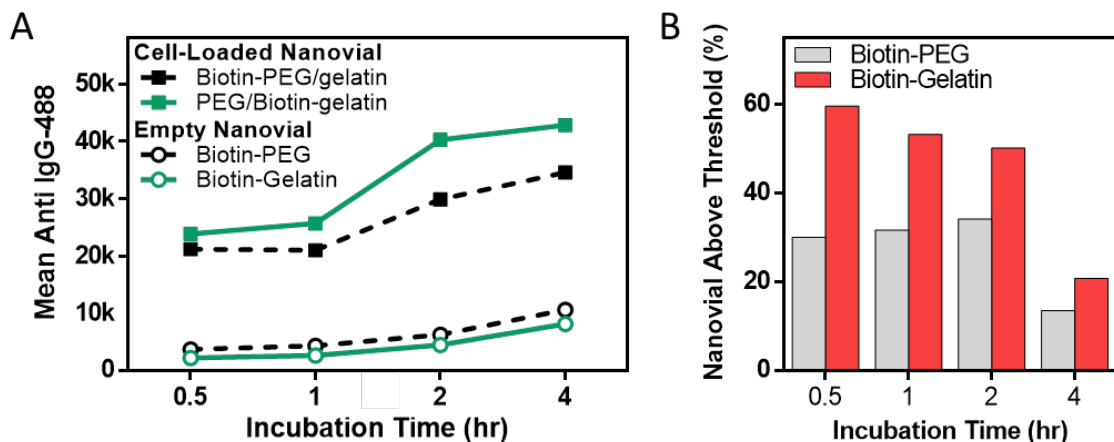 A
Cell-Loaded Nanovial
Biotin-PEG/gelatin
PEG/Biotin-gelatin
Empty Nanovial
Biotin-PEG
Biotin-Gelatin
Mean Anti IgG-488
50k
40k
30k
20k
10k
0
0.5 1 2 4
Incubation Time (hr)
B
Biotin-PEG
Biotin-Gelatin
Nanovial Above Threshold (%)
60
40
20
0
0.5 1 2 4
Incubation Time (hr)